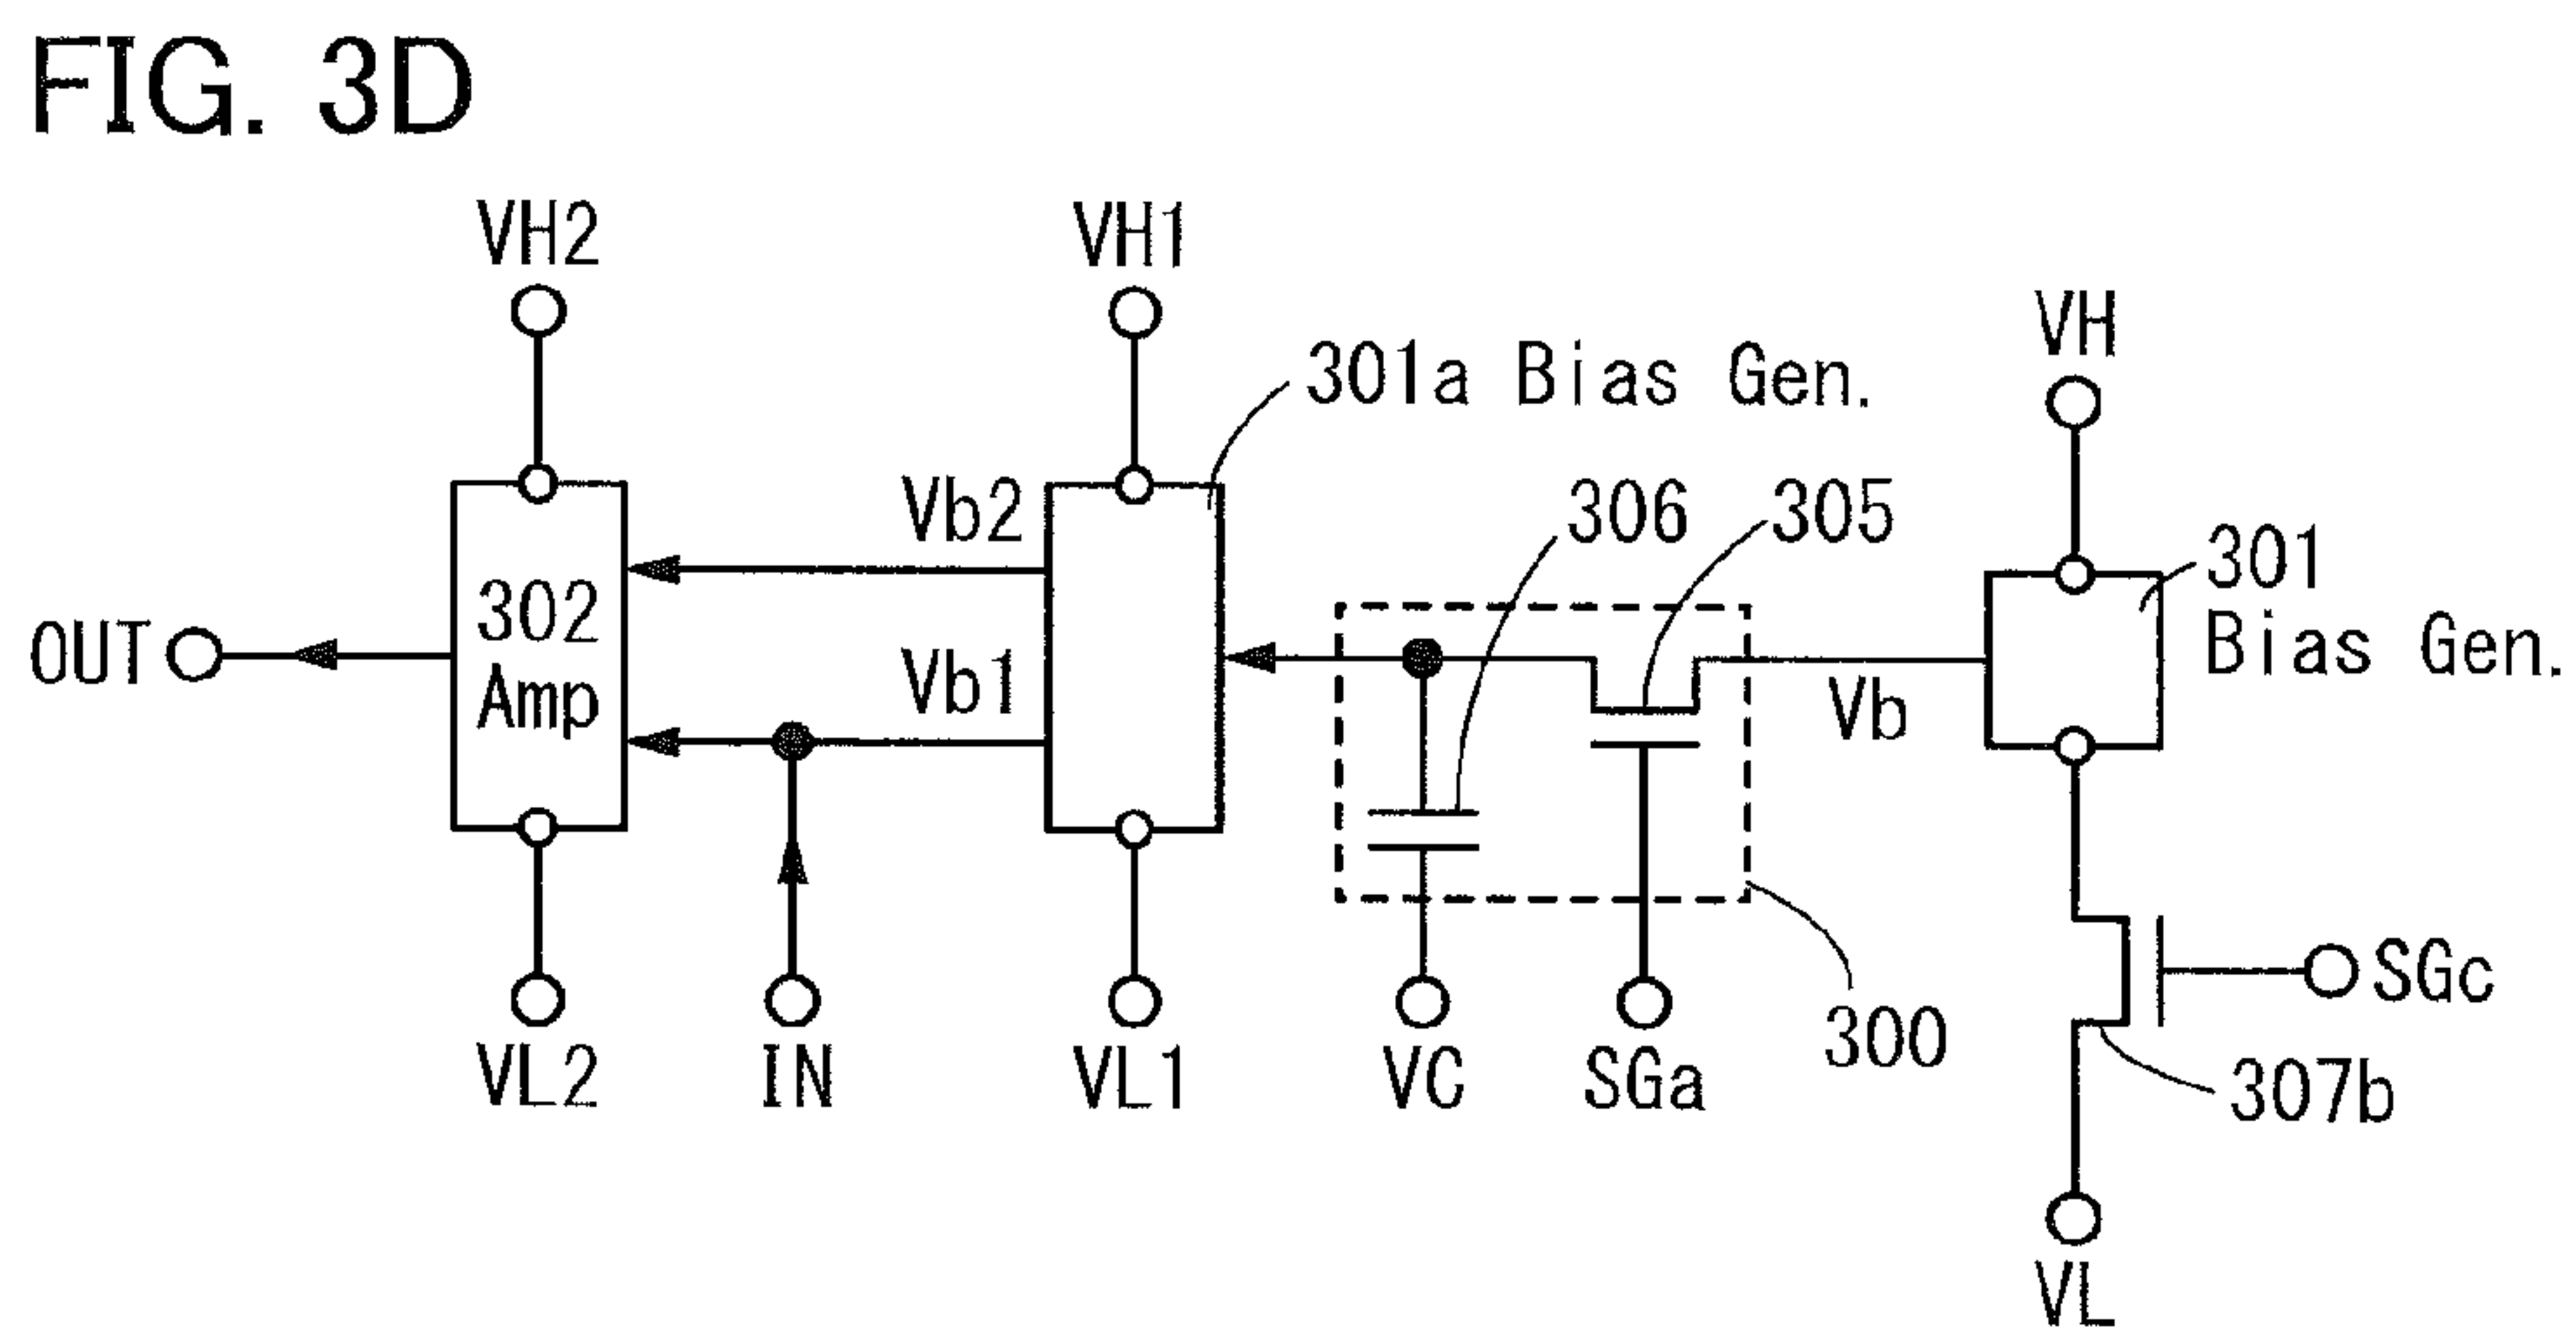 FIG. 3D
VH2
VH1
VH
301a Bias Gen.
Vb2
306
305
301
Bias Gen.
302
Amp
OUT
Vb1
Vb
SGc
300
307b
VL2
IN
VL1
VC
SGa
VL